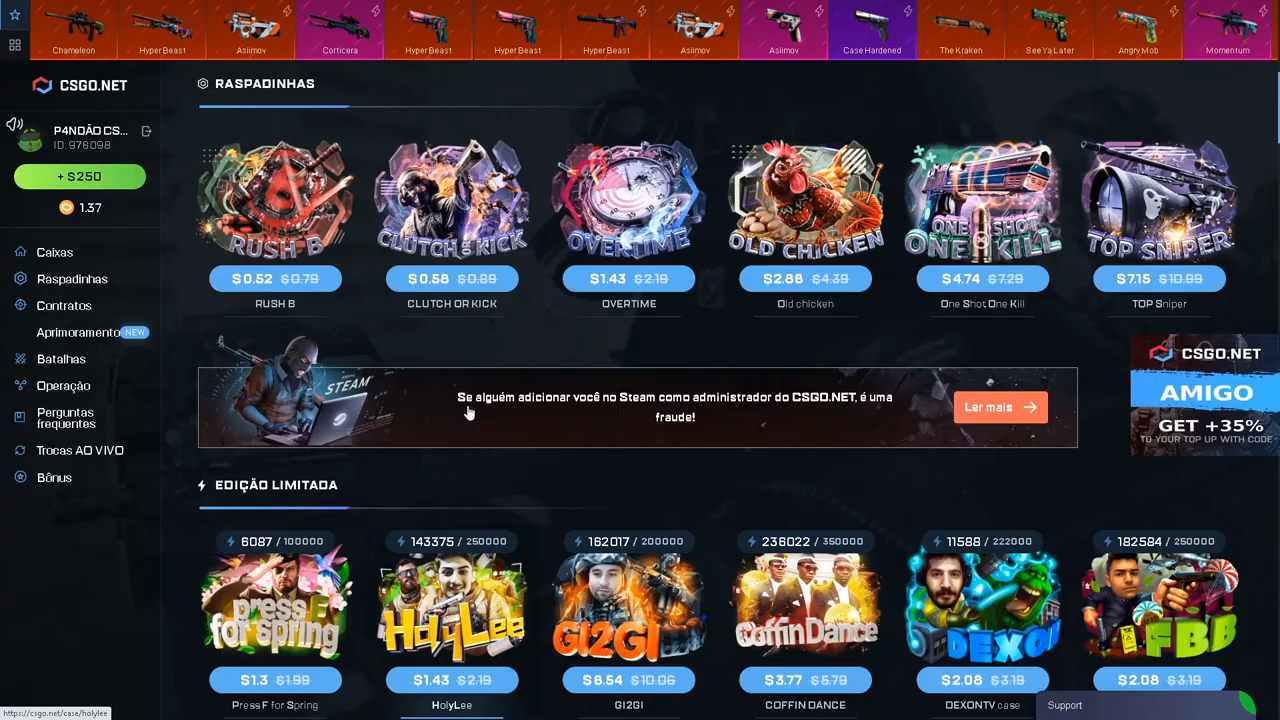 Chameleon
Hyper Beast
Asiimov
Corticera
Hyper Beast
Hyper Beast
Hyper Beast
Asiimov
Asiimov
Case Hardened
The Kraken
See Ya Later
Angry Mob
Momentum
CSGO.NET
P4NDÃO CS...
ID: 976098
+ $250
1.37
Caixas
Raspadinhas
Contratos
Aprimoramento NEW
Batalhas
Operação
Perguntas
frequentes
Trocas AO VIVO
Bônus
RASPADINHAS
RUSH B
CLUTCH OR KICK
OVERTIME
OLD CHICKEN
ONE SHOT
ONE KILL
TOP SNIPER
$0.52 $0.79
$0.58 $0.89
$1.43 $2.19
$2.88 $4.39
$4.74 $7.29
$7.15 $10.99
RUSH B
CLUTCH OR KICK
OVERTIME
Old chicken
One Shot One Kill
TOP Sniper
STEAM
Se alguém adicionar você no Steam como administrador do CSGO.NET, é uma
fraude!
Ler mais
CSGO.NET
AMIGO
GET +35%
TO YOUR TOP UP WITH CODE
EDIÇÃO LIMITADA
6087 / 100000
143375 / 250000
162017 / 200000
236022 / 350000
11588 / 222000
182584 / 250000
press F
for spring
HolyLee
GI2GI
Coffin Dance
DEXON
FBB
$1.3 $1.99
$1.43 $2.19
$6.54 $10.06
$3.77 $5.79
$2.08 $3.19
$2.08 $3.19
Press F for Spring
HolyLee
GI2GI
COFFIN DANCE
DEXONTV case
Support
https://csgo.net/case/holylee